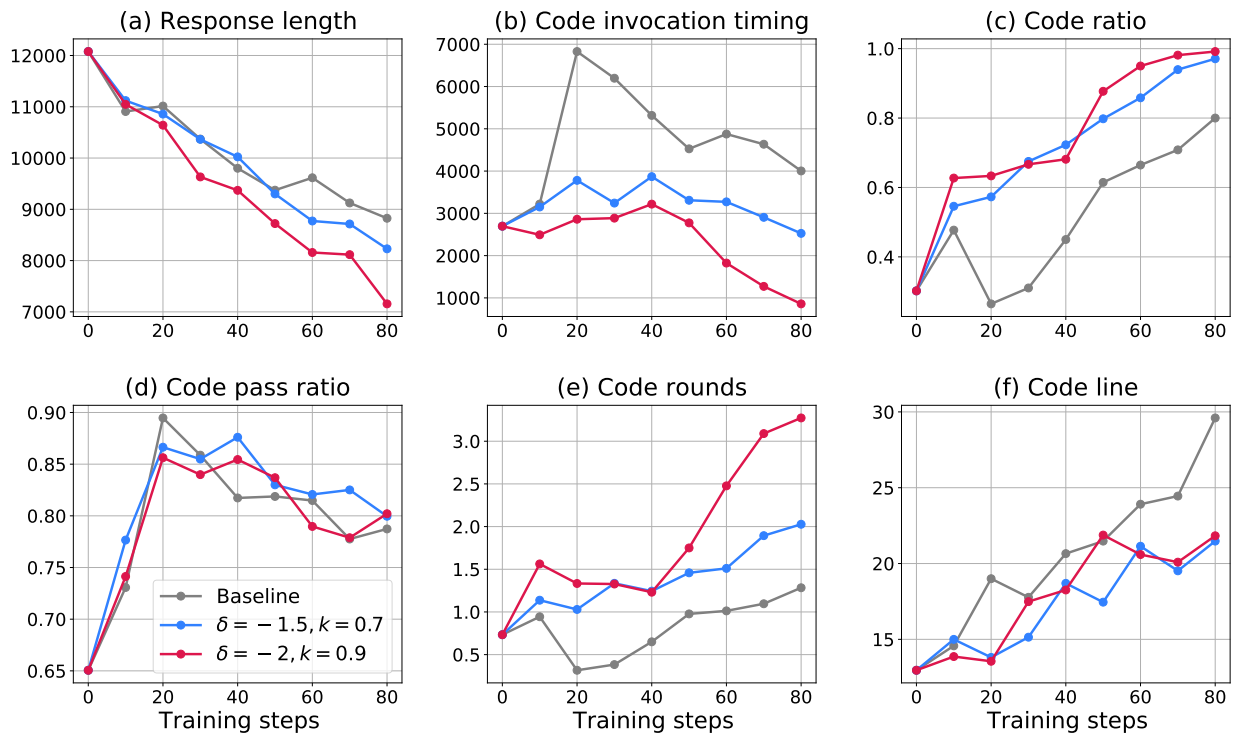 (a) Response length
12000
11000
10000
9000
8000
7000
0 20 40 60 80
(b) Code invocation timing
7000
6000
5000
4000
3000
2000
1000
0 20 40 60 80
(c) Code ratio
1.0
0.8
0.6
0.4
0 20 40 60 80
(d) Code pass ratio
0.90
0.85
0.80
0.75
0.70
0.65
Baseline
δ = −1.5, k = 0.7
δ = −2, k = 0.9
0 20 40 60 80
Training steps
(e) Code rounds
3.0
2.5
2.0
1.5
1.0
0.5
0 20 40 60 80
Training steps
(f) Code line
30
25
20
15
0 20 40 60 80
Training steps